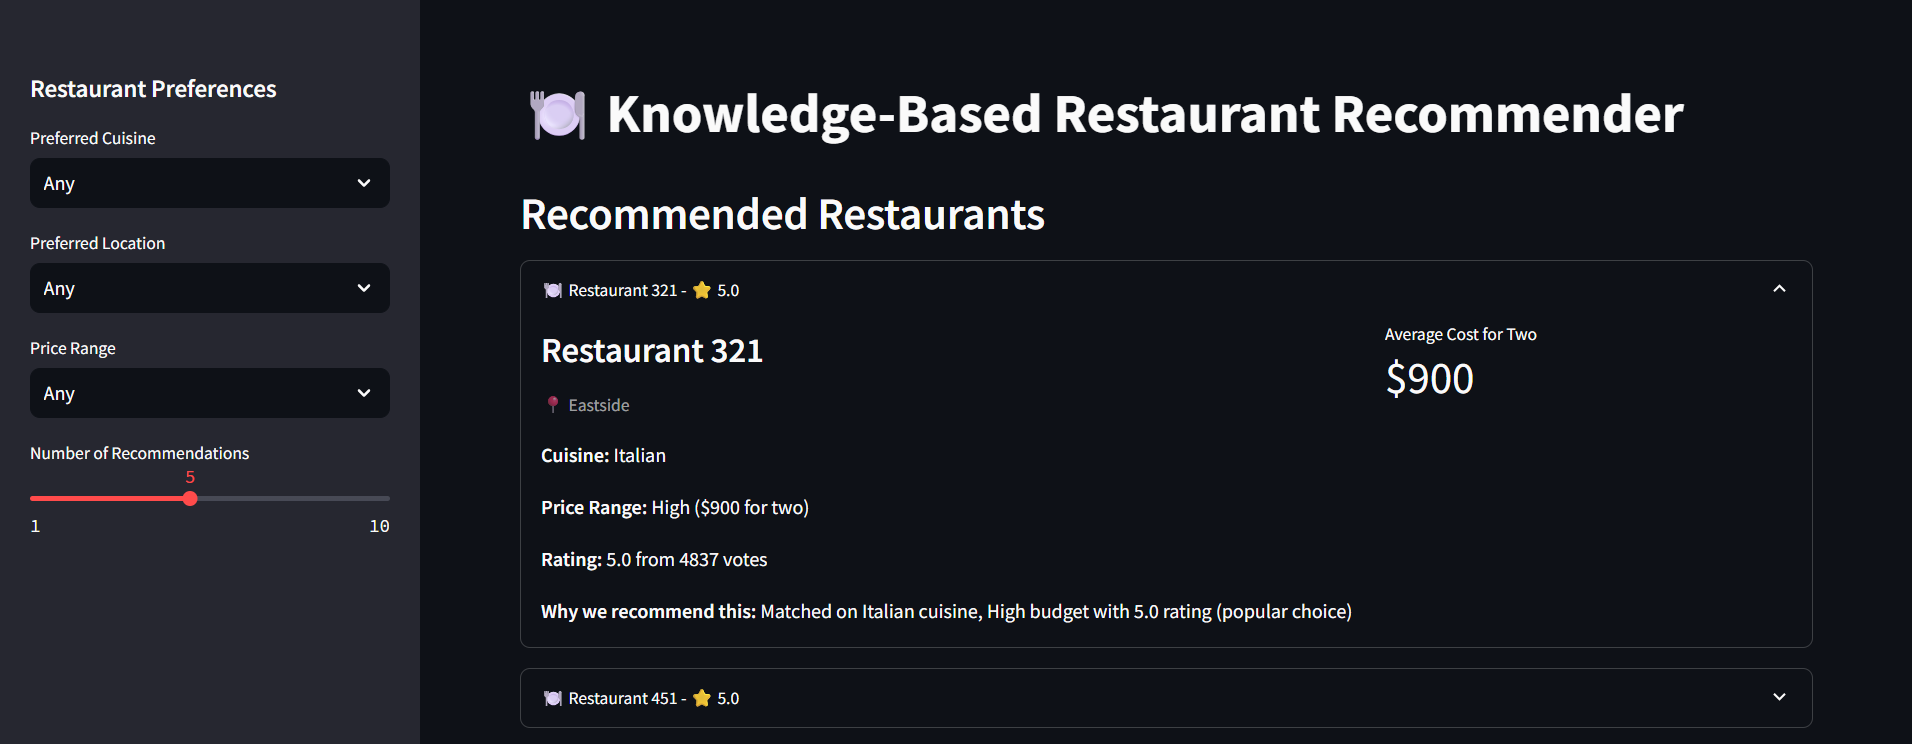 Restaurant Preferences
Preferred Cuisine
Any
Preferred Location
Any
Price Range
Any
Number of Recommendations
5
1 10
Knowledge-Based Restaurant Recommender
Recommended Restaurants
Restaurant 321 - ⭐ 5.0
Restaurant 321
Average Cost for Two
$900
Eastside
Cuisine: Italian
Price Range: High ($900 for two)
Rating: 5.0 from 4837 votes
Why we recommend this: Matched on Italian cuisine, High budget with 5.0 rating (popular choice)
Restaurant 451 - ⭐ 5.0